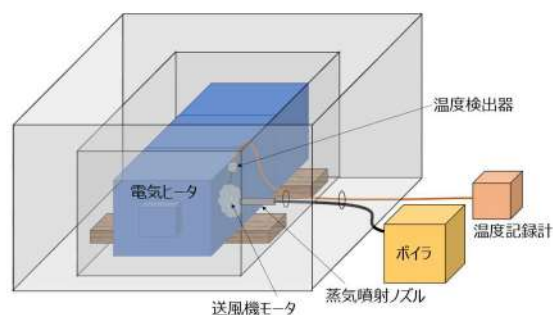 温度検出器
電気ヒータ
温度記録計
ボイラ
蒸気噴射ノズル
送風機モータ